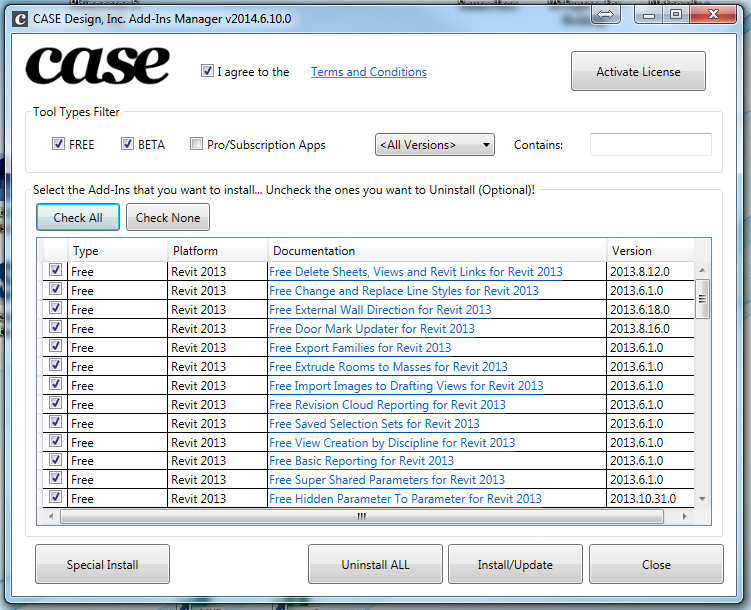 CASE Design, Inc. Add-Ins Manager v2014.6.10.0
case
I agree to the Terms and Conditions
Activate License
Tool Types Filter
FREE BETA Pro/Subscription Apps <All Versions> Contains:
Select the Add-Ins that you want to install... Uncheck the ones you want to Uninstall (Optional)!
Check All Check None
Type Platform Documentation Version
Free Revit 2013 Free Delete Sheets, Views and Revit Links for Revit 2013 2013.8.12.0
Free Revit 2013 Free Change and Replace Line Styles for Revit 2013 2013.6.1.0
Free Revit 2013 Free External Wall Direction for Revit 2013 2013.6.18.0
Free Revit 2013 Free Door Mark Updater for Revit 2013 2013.8.16.0
Free Revit 2013 Free Export Families for Revit 2013 2013.6.1.0
Free Revit 2013 Free Extrude Rooms to Masses for Revit 2013 2013.6.1.0
Free Revit 2013 Free Import Images to Drafting Views for Revit 2013 2013.6.1.0
Free Revit 2013 Free Revision Cloud Reporting for Revit 2013 2013.6.1.0
Free Revit 2013 Free Saved Selection Sets for Revit 2013 2013.6.1.0
Free Revit 2013 Free View Creation by Discipline for Revit 2013 2013.6.1.0
Free Revit 2013 Free Basic Reporting for Revit 2013 2013.6.1.0
Free Revit 2013 Free Super Shared Parameters for Revit 2013 2013.6.1.0
Free Revit 2013 Free Hidden Parameter To Parameter for Revit 2013 2013.10.31.0
Special Install Uninstall ALL Install/Update Close